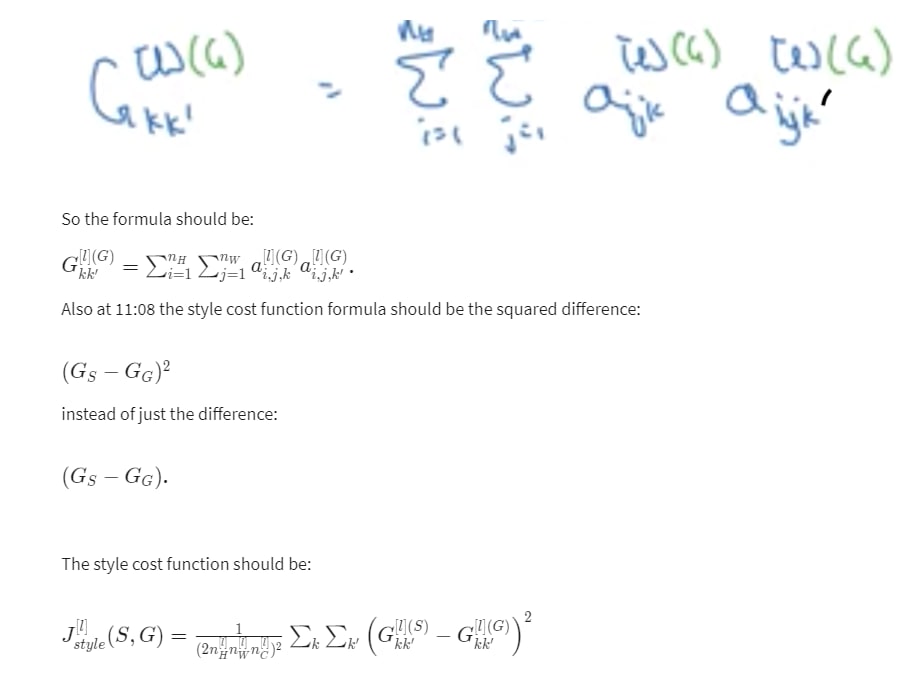 G_{kk'}^{[l](G)} = \sum_{i=1}^{n_H} \sum_{j=1}^{n_W} a_{ijk}^{[l](G)} a_{ijk'}^{[l](G)}
So the formula should be:
G_{kk'}^{[l](G)} = \sum_{i=1}^{n_H} \sum_{j=1}^{n_W} a_{i,j,k}^{[l](G)} a_{i,j,k'}^{[l](G)}.
Also at 11:08 the style cost function formula should be the squared difference:
(G_S − G_G)^2
instead of just the difference:
(G_S − G_G).
The style cost function should be:
J_{style}^{[l]}(S, G) = \frac{1}{(2n_H^{[l]}n_W^{[l]}n_C^{[l]})^2} \sum_k \sum_{k'} \left( G_{kk'}^{[l](S)} − G_{kk'}^{[l](G)} \right)^2